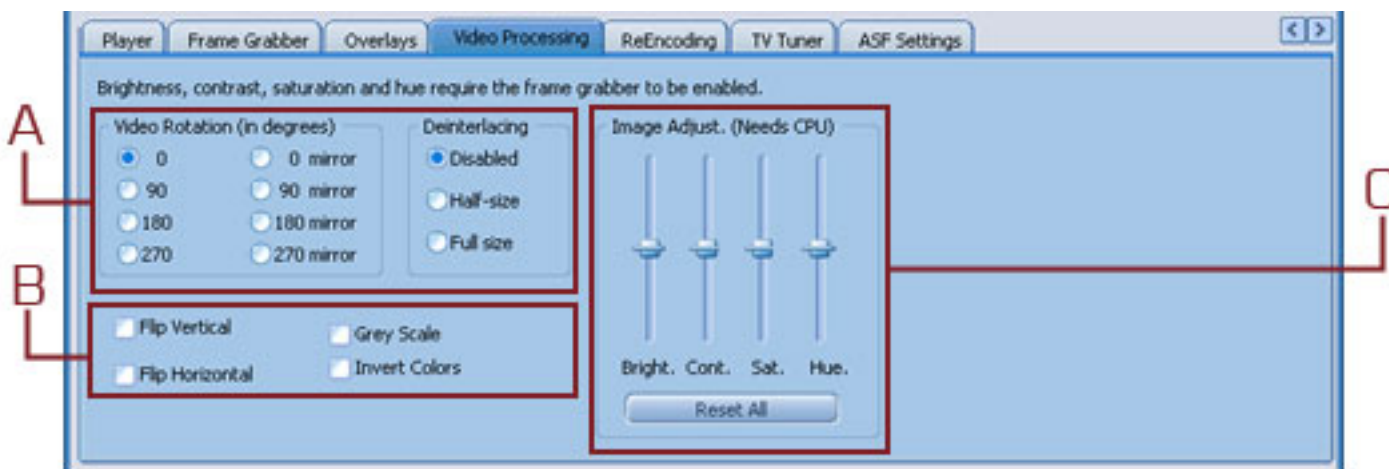 Player Frame Grabber Overlays Video Processing ReEncoding TV Tuner ASF Settings
Brightness, contrast, saturation and hue require the frame grabber to be enabled.
A
Video Rotation (in degrees)
0 0 mirror
90 90 mirror
180 180 mirror
270 270 mirror
Deinterlacing
Disabled
Half-size
Full size
B
Flip Vertical
Grey Scale
Flip Horizontal
Invert Colors
Image Adjust. (Needs CPU)
Bright. Cont. Sat. Hue.
Reset All
C